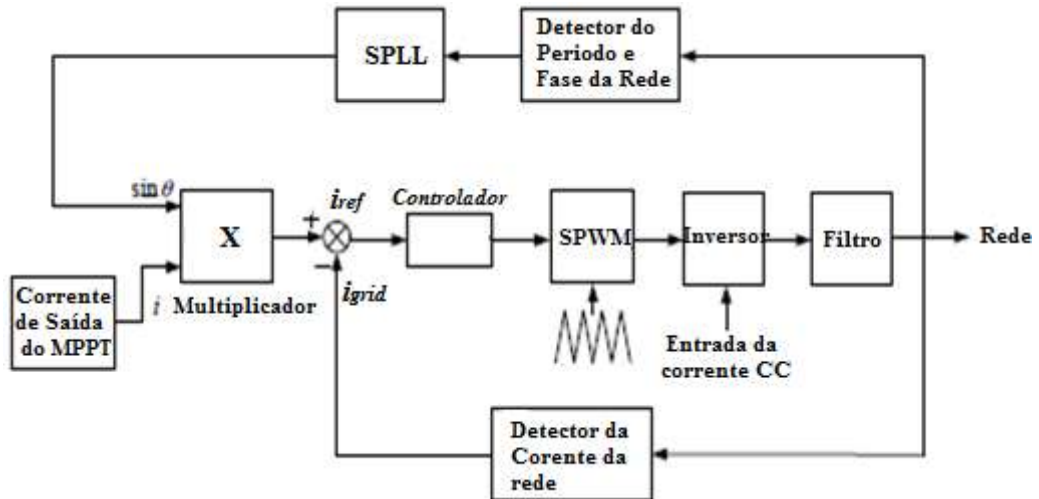 SPLL
Detector do
Periodo e
Fase da Rede
sin θ
X
Multiplicador
Corrente
de Saída
do MPPT
i
+
iref
−
igrid
Controlador
SPWM
Inversor
Filtro
Rede
Entrada da
corrente CC
Detector da
Corente da
rede